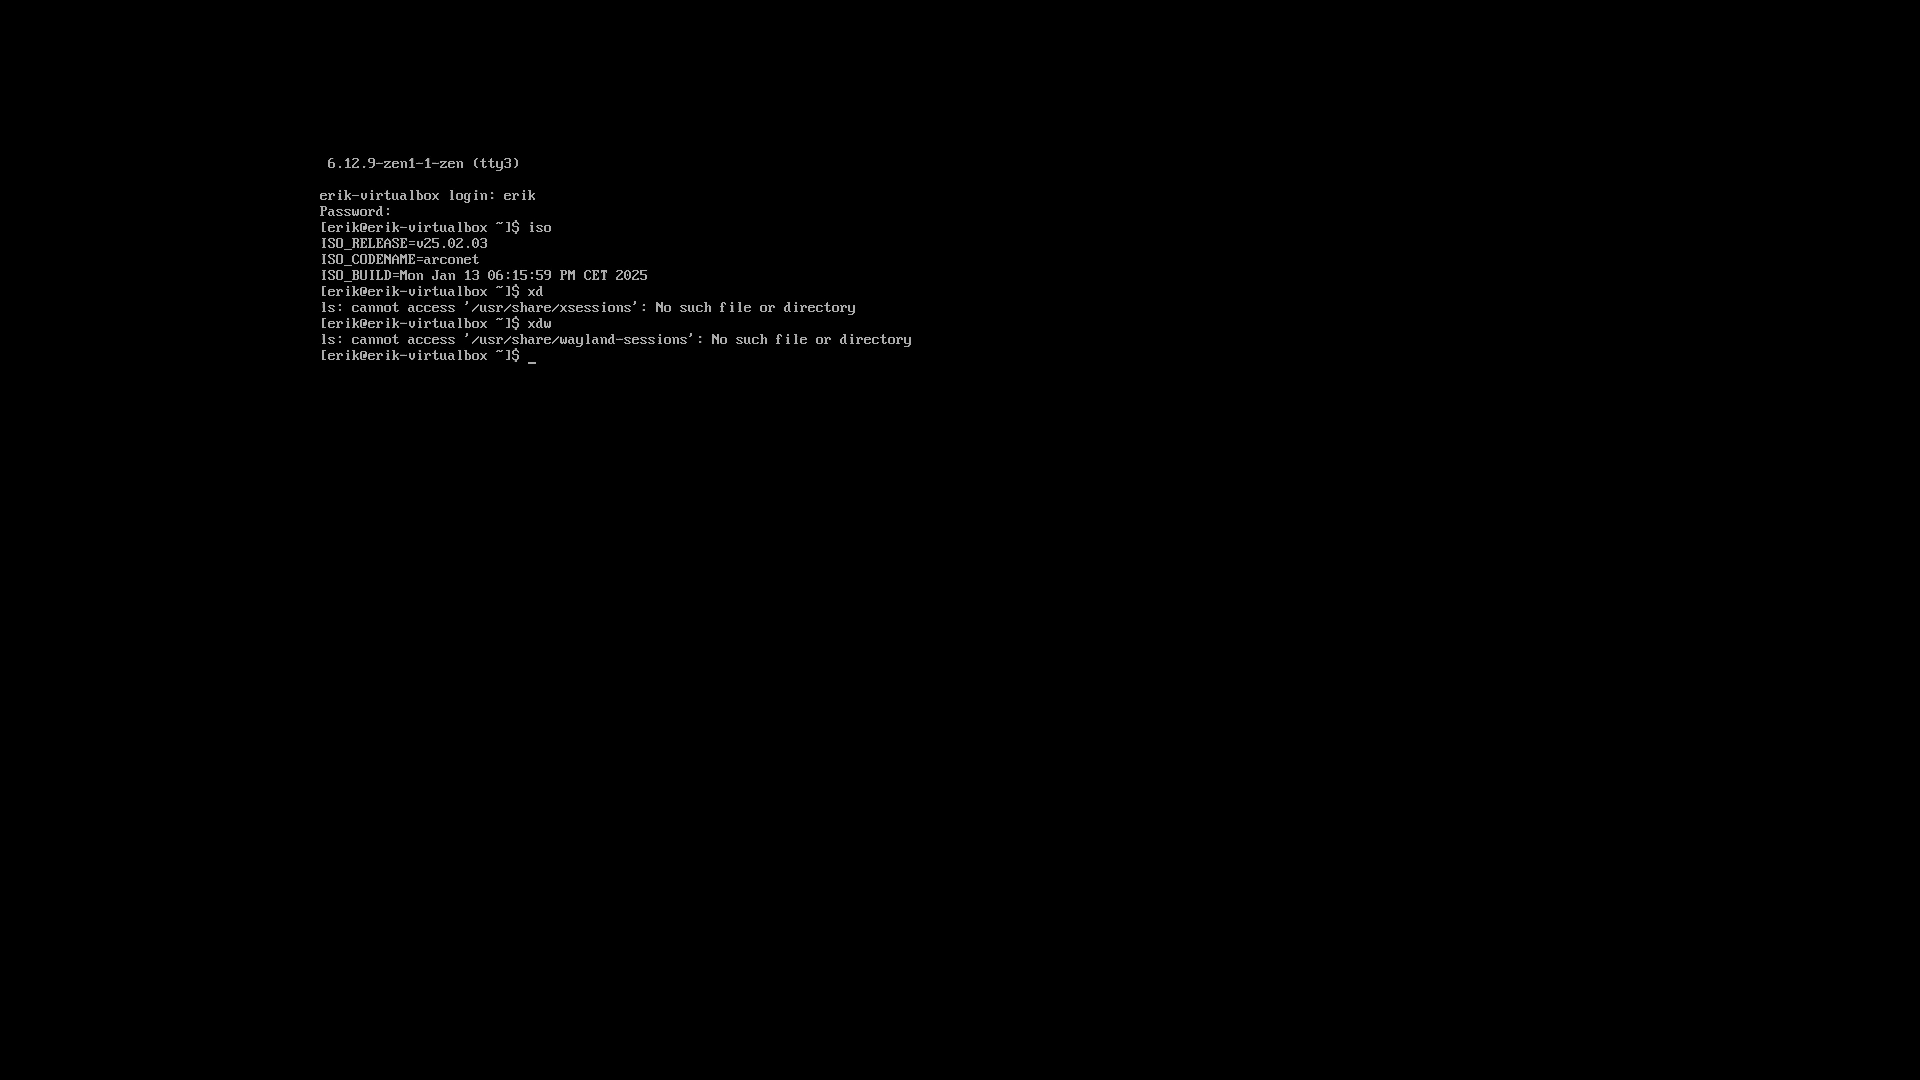 6.12.9-zen1-1-zen (tty3)
erik-virtualbox login: erik
Password:
[erik@erik-virtualbox ~]$ iso
ISO_RELEASE=v25.02.03
ISO_CODENAME=arconet
ISO_BUILD=Mon Jan 13 06:15:59 PM CET 2025
[erik@erik-virtualbox ~]$ xd
ls: cannot access '/usr/share/xsessions': No such file or directory
[erik@erik-virtualbox ~]$ xdw
ls: cannot access '/usr/share/wayland-sessions': No such file or directory
[erik@erik-virtualbox ~]$ _